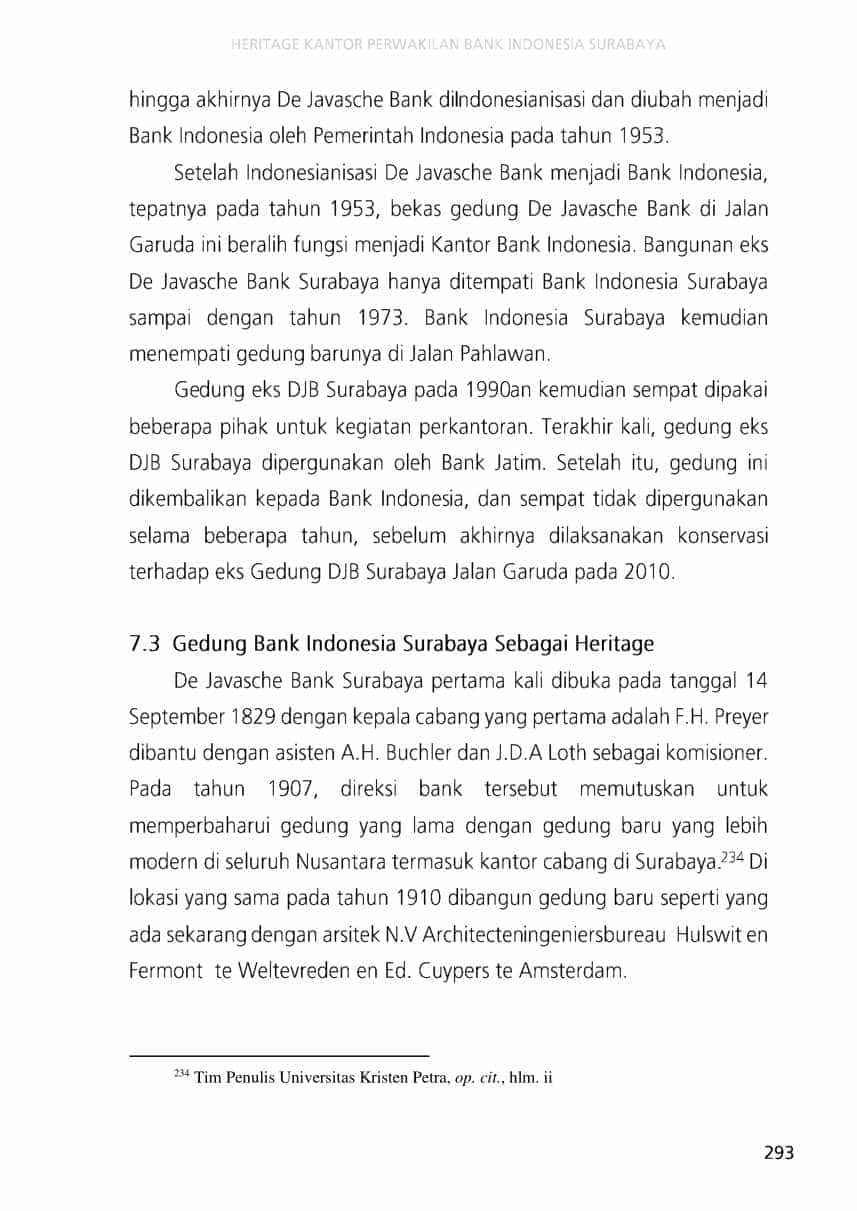 HERITAGE KANTOR PERWAKILAN BANK INDONESIA SURABAYA
hingga akhirnya De Javasche Bank diIndonesianisasi dan diubah menjadi
Bank Indonesia oleh Pemerintah Indonesia pada tahun 1953.
Setelah Indonesianisasi De Javasche Bank menjadi Bank Indonesia,
tepatnya pada tahun 1953, bekas gedung De Javasche Bank di Jalan
Garuda ini beralih fungsi menjadi Kantor Bank Indonesia. Bangunan eks
De Javasche Bank Surabaya hanya ditempati Bank Indonesia Surabaya
sampai dengan tahun 1973. Bank Indonesia Surabaya kemudian
menempati gedung barunya di Jalan Pahlawan.
Gedung eks DJB Surabaya pada 1990an kemudian sempat dipakai
beberapa pihak untuk kegiatan perkantoran. Terakhir kali, gedung eks
DJB Surabaya dipergunakan oleh Bank Jatim. Setelah itu, gedung ini
dikembalikan kepada Bank Indonesia, dan sempat tidak dipergunakan
selama beberapa tahun, sebelum akhirnya dilaksanakan konservasi
terhadap eks Gedung DJB Surabaya Jalan Garuda pada 2010.
7.3 Gedung Bank Indonesia Surabaya Sebagai Heritage
De Javasche Bank Surabaya pertama kali dibuka pada tanggal 14
September 1829 dengan kepala cabang yang pertama adalah F.H. Preyer
dibantu dengan asisten A.H. Buchler dan J.D.A Loth sebagai komisioner.
Pada tahun 1907, direksi bank tersebut memutuskan untuk
memperbaharui gedung yang lama dengan gedung baru yang lebih
modern di seluruh Nusantara termasuk kantor cabang di Surabaya.234 Di
lokasi yang sama pada tahun 1910 dibangun gedung baru seperti yang
ada sekarang dengan arsitek N.V Architecteningeniersbureau Hulswit en
Fermont te Weltevreden en Ed. Cuypers te Amsterdam.
234 Tim Penulis Universitas Kristen Petra, op. cit., hlm. ii
293